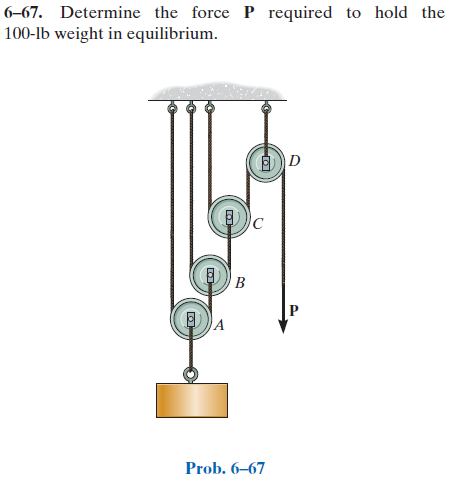 6–67. Determine the force P required to hold the
100-lb weight in equilibrium.
D
C
B
P
A
Prob. 6–67